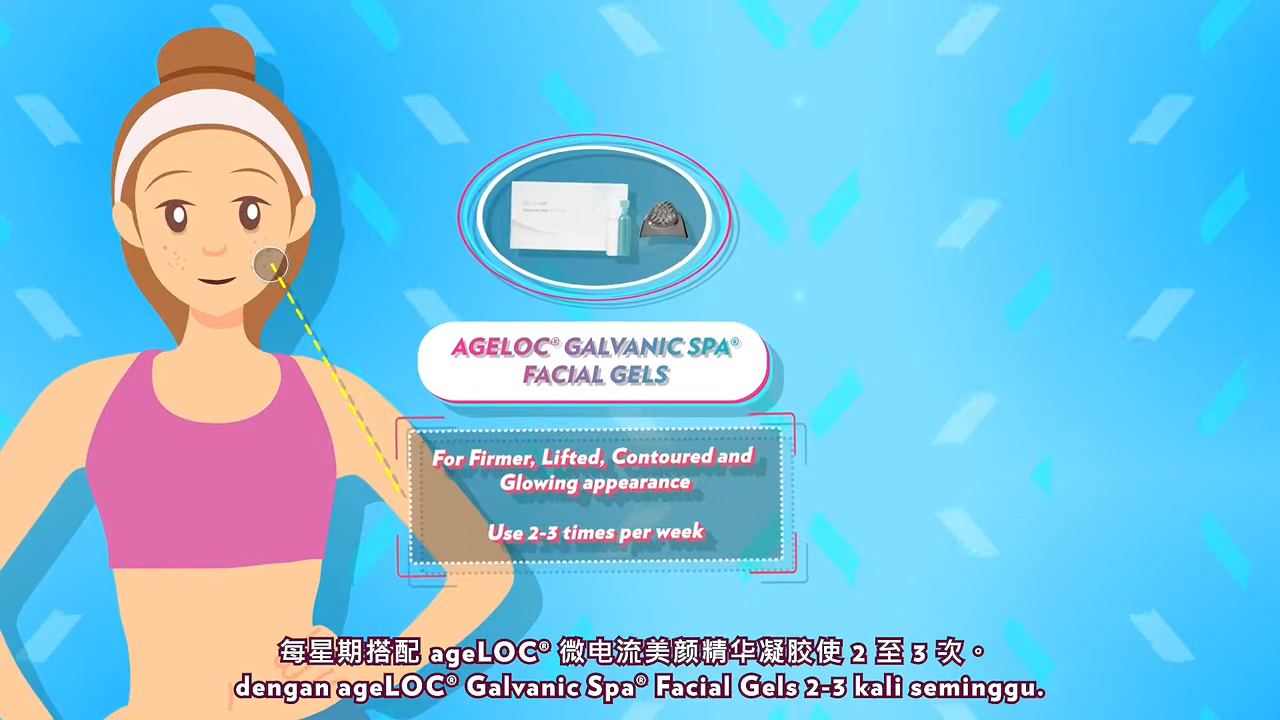 AGELOC® GALVANIC SPA®
FACIAL GELS
For Firmer, Lifted, Contoured and
Glowing appearance
Use 2-3 times per week
每星期搭配 ageLOC® 微电流美颜精华凝胶使 2 至 3 次。
dengan ageLOC® Galvanic Spa® Facial Gels 2-3 kali seminggu.